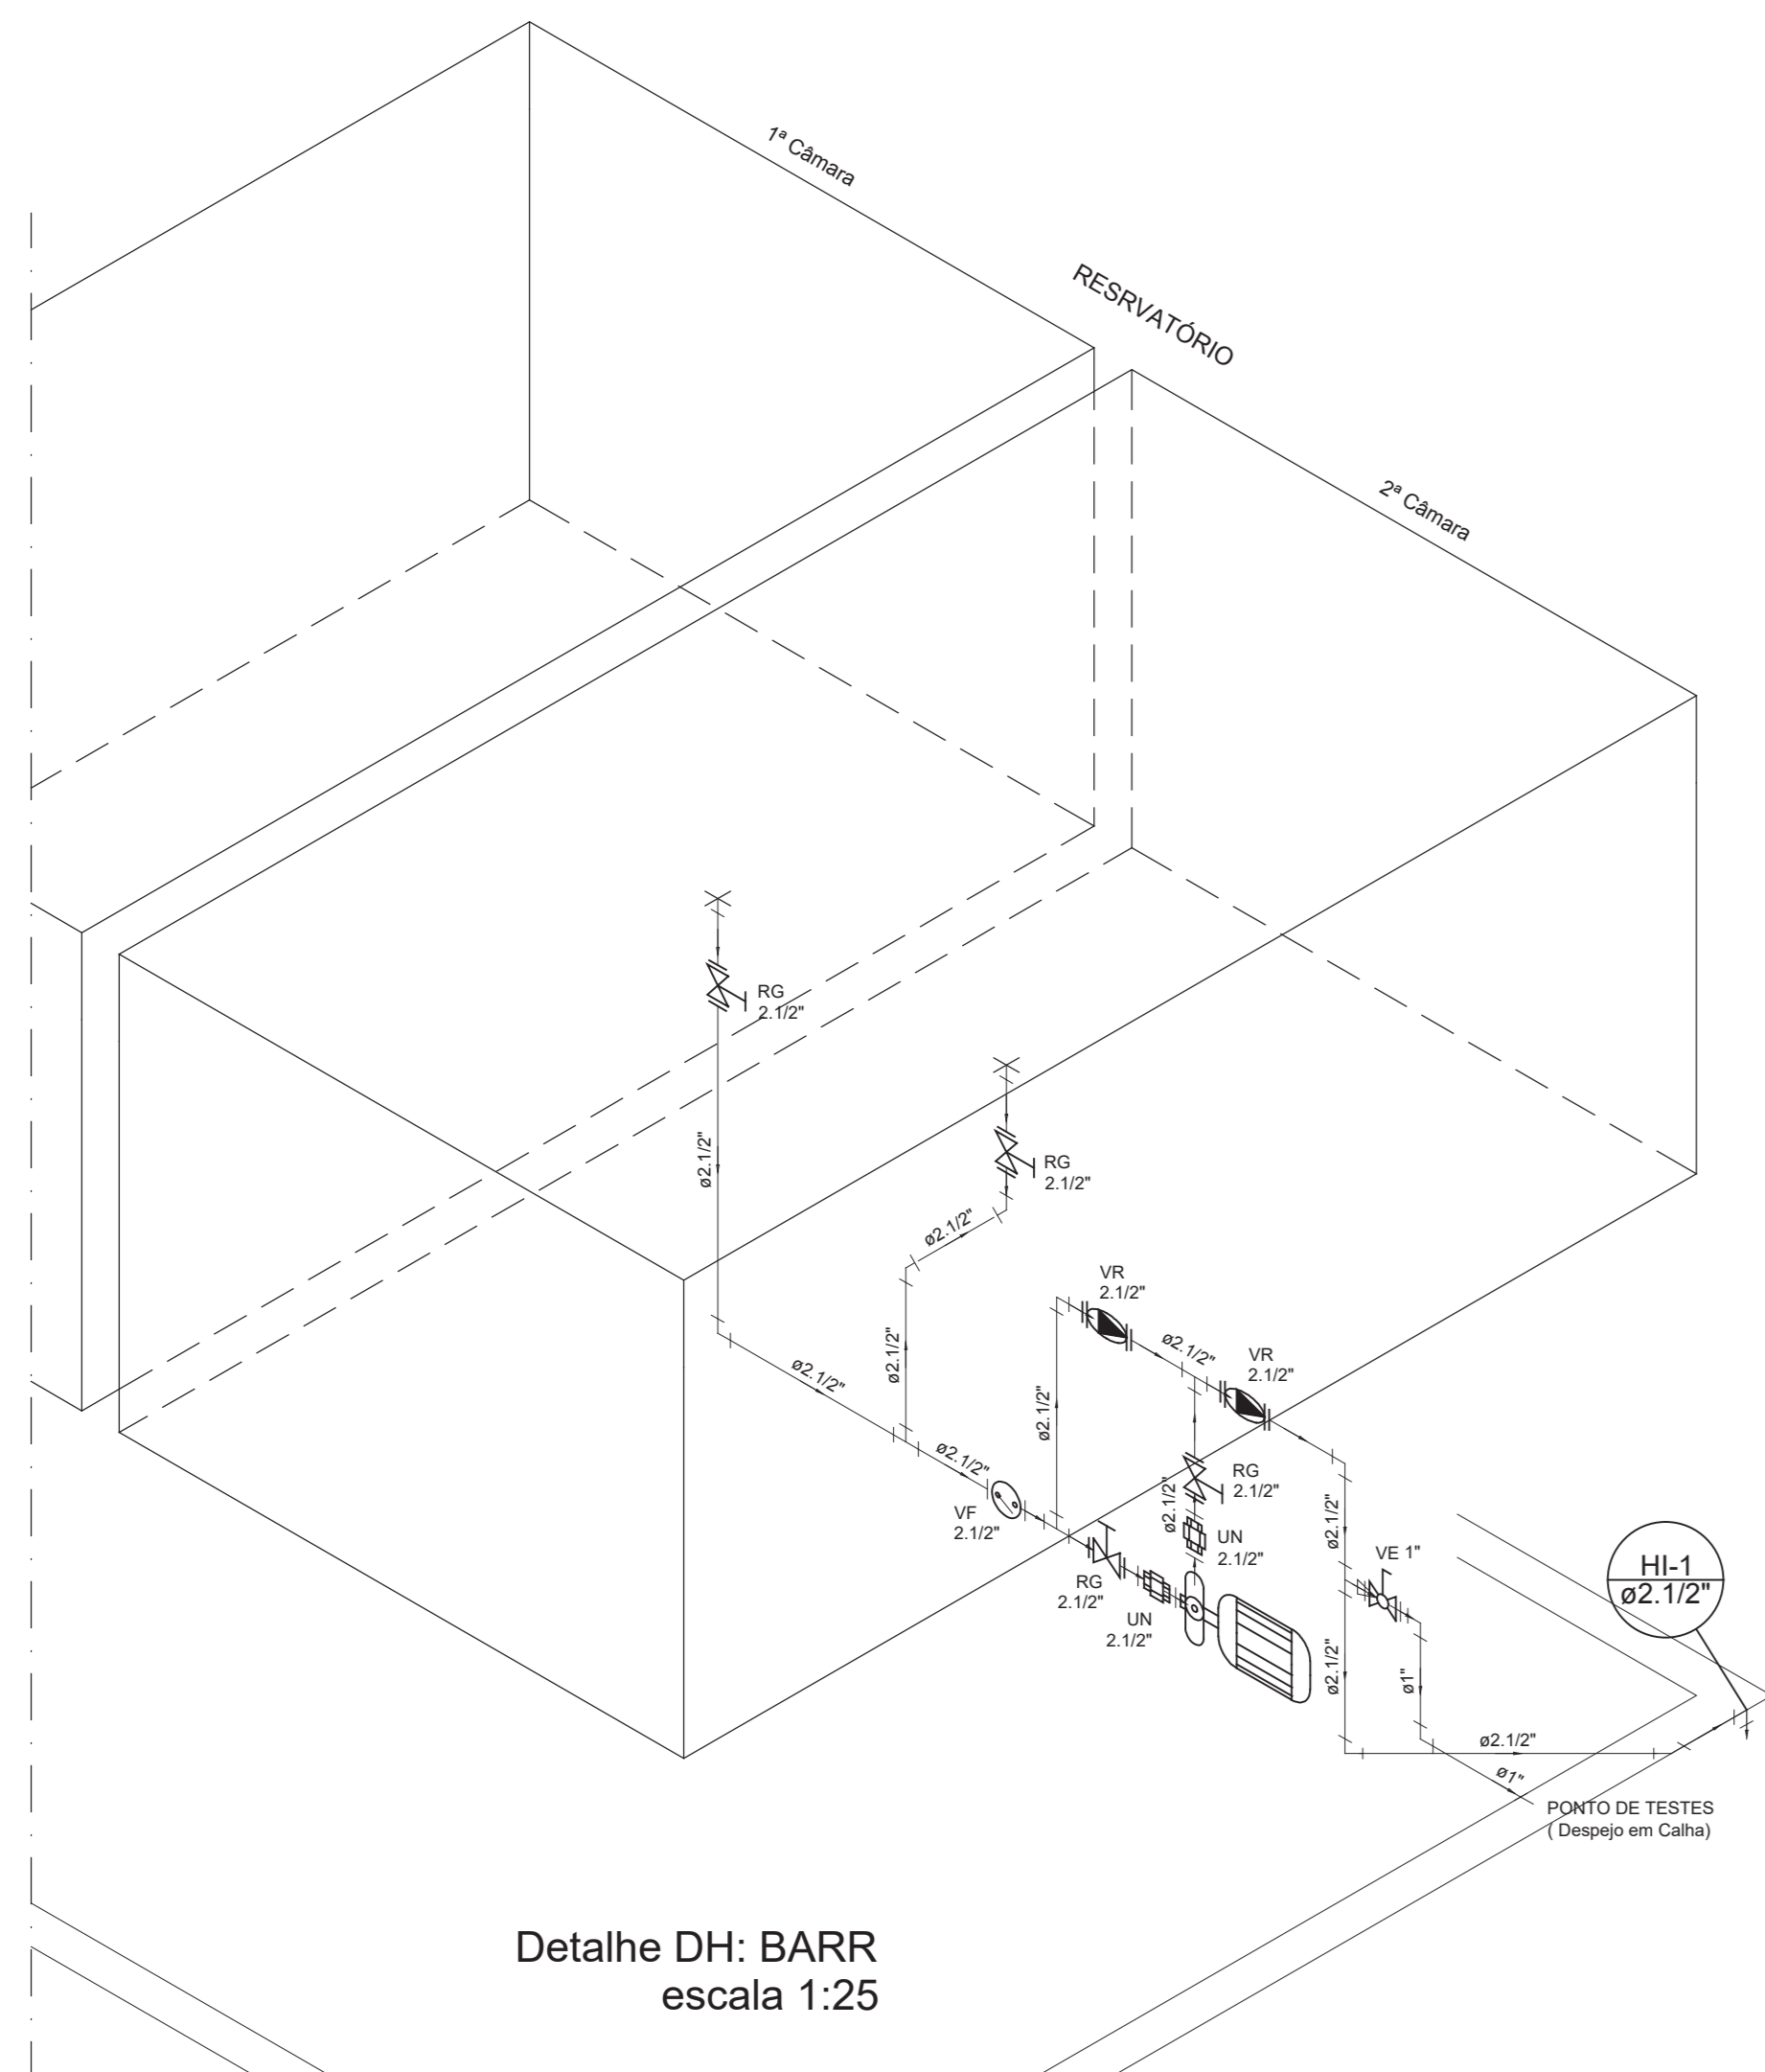 1ª Câmara
RESRVATÓRIO
2ª Câmara
RG
2.1/2"
ø2.1/2"
RG
2.1/2"
ø2.1/2"
ø2.1/2"
ø2.1/2"
VR
2.1/2"
ø2.1/2"
VR
2.1/2"
ø2.1/2"
ø2.1/2"
VF
2.1/2"
RG
2.1/2"
ø2.1/2"
UN
2.1/2"
RG
2.1/2"
UN
2.1/2"
ø2.1/2"
VE 1"
HI-1
ø2.1/2"
ø2.1/2"
ø1"
ø2.1/2"
ø1"
PONTO DE TESTES
( Despejo em Calha)
Detalhe DH: BARR
escala 1:25